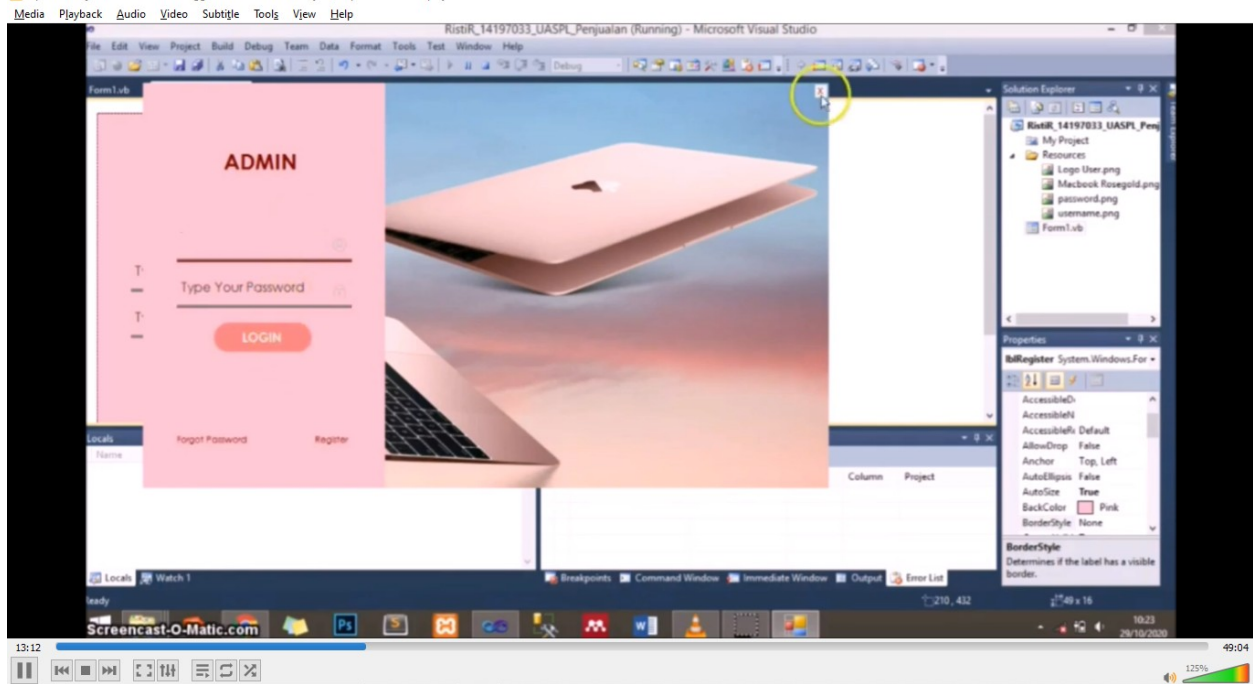 Media Playback Audio Video Subtitle Tools View Help
RistiR_14197033_UASPL_Penjualan (Running) - Microsoft Visual Studio
File Edit View Project Build Debug Team Data Format Tools Test Window Help
Debug
Form1.vb
Solution Explorer
Team Explorer
RistiR_14197033_UASPL_Penj
My Project
Resources
Logo User.png
Macbook Rosegold.png
password.png
username.png
Form1.vb
ADMIN
Type Your Password
LOGIN
Forgot Password Register
Properties
lblRegister System.Windows.For
AccessibleD
AccessibleN
AccessibleR Default
AllowDrop False
Anchor Top, Left
AutoEllipsis False
AutoSize True
BackColor Pink
BorderStyle None
BorderStyle
Determines if the label has a visible
border.
Locals
Name
Column Project
Locals Watch 1
Breakpoints Command Window Immediate Window Output Error List
Ready
210, 432
49 x 16
Screencast-O-Matic.com
Ps
S
W
10:23
29/10/2020
13:12
49:04
125%